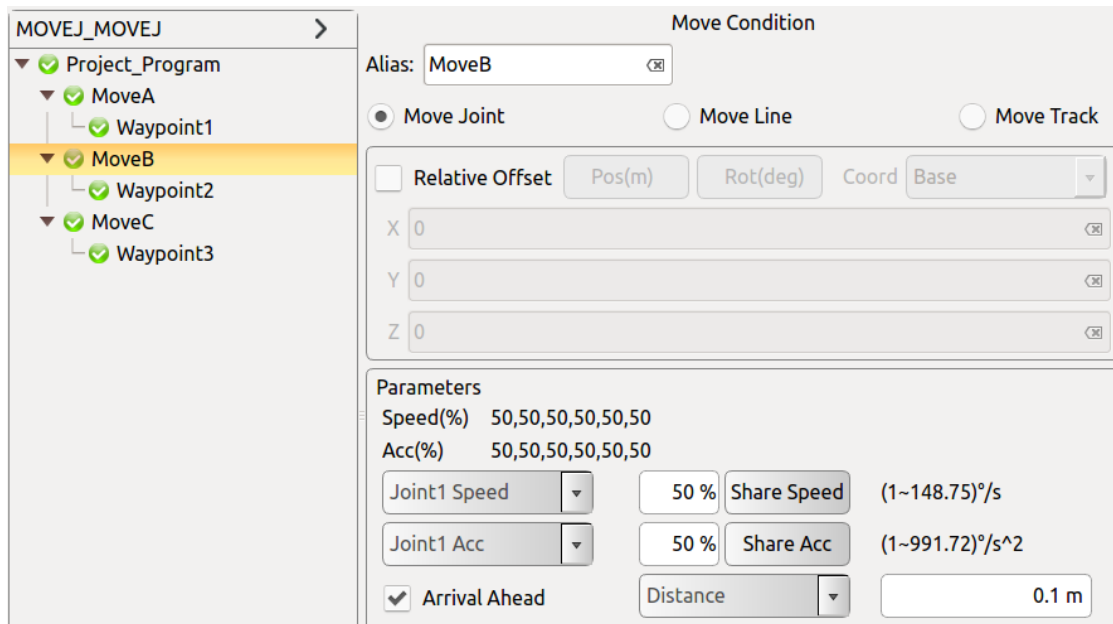 MOVEJ_MOVEJ
Project_Program
MoveA
Waypoint1
MoveB
Waypoint2
MoveC
Waypoint3
Move Condition
Alias: MoveB
Move Joint Move Line Move Track
Relative Offset Pos(m) Rot(deg) Coord Base
X 0
Y 0
Z 0
Parameters
Speed(%) 50,50,50,50,50,50
Acc(%) 50,50,50,50,50,50
Joint1 Speed 50 % Share Speed (1~148.75)°/s
Joint1 Acc 50 % Share Acc (1~991.72)°/s^2
Arrival Ahead Distance 0.1 m